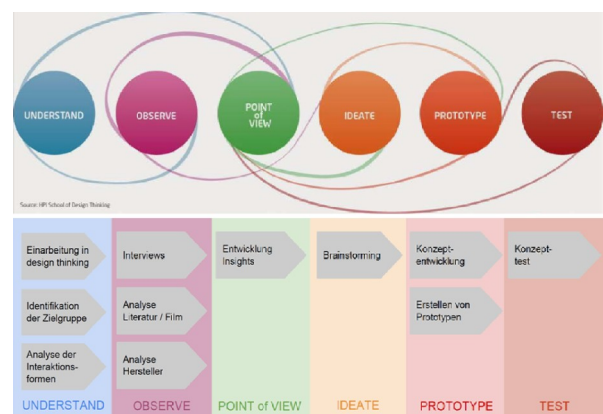 UNDERSTAND
OBSERVE
POINT
of
VIEW
IDEATE
PROTOTYPE
TEST
Source: HPI School of Design Thinking
Einarbeitung in
design thinking
Identifikation
der Zielgruppe
Analyse der
Interaktions-
formen
UNDERSTAND
Interviews
Analyse
Literatur / Film
Analyse
Hersteller
OBSERVE
Entwicklung
Insights
POINT of VIEW
Brainstorming
IDEATE
Konzept-
entwicklung
Erstellen von
Prototypen
PROTOTYPE
Konzept-
test
TEST